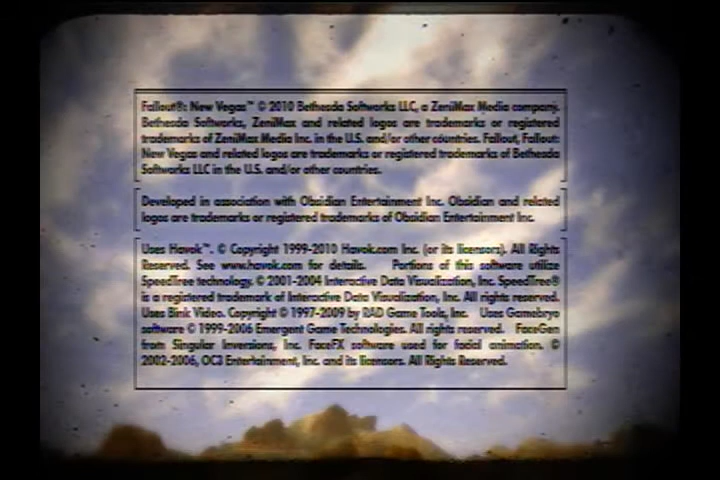 Fallout®: New Vegas™ © 2010 Bethesda Softworks LLC, a ZeniMax Media company.
Bethesda Softworks, ZeniMax and related logos are trademarks or registered
trademarks of ZeniMax Media Inc. in the U.S. and/or other countries. Fallout, Fallout:
New Vegas and related logos are trademarks or registered trademarks of Bethesda
Softworks LLC in the U.S. and/or other countries.
Developed in association with Obsidian Entertainment Inc. Obsidian and related
logos are trademarks or registered trademarks of Obsidian Entertainment Inc.
Uses Havok™. © Copyright 1999-2010 Havok.com Inc. (or its licensors). All Rights
Reserved. See www.havok.com for details. Portions of this software utilize
SpeedTree technology. © 2001-2004 Interactive Data Visualization, Inc. SpeedTree®
is a registered trademark of Interactive Data Visualization, Inc. All rights reserved.
Uses Bink Video. Copyright © 1997-2009 by RAD Game Tools, Inc. Uses Gamebryo
software © 1999-2006 Emergent Game Technologies. All rights reserved. FaceGen
from Singular Inversions, Inc. FaceFX software used for facial animation. ©
2002-2006, OC3 Entertainment, Inc. and its licensors. All Rights Reserved.